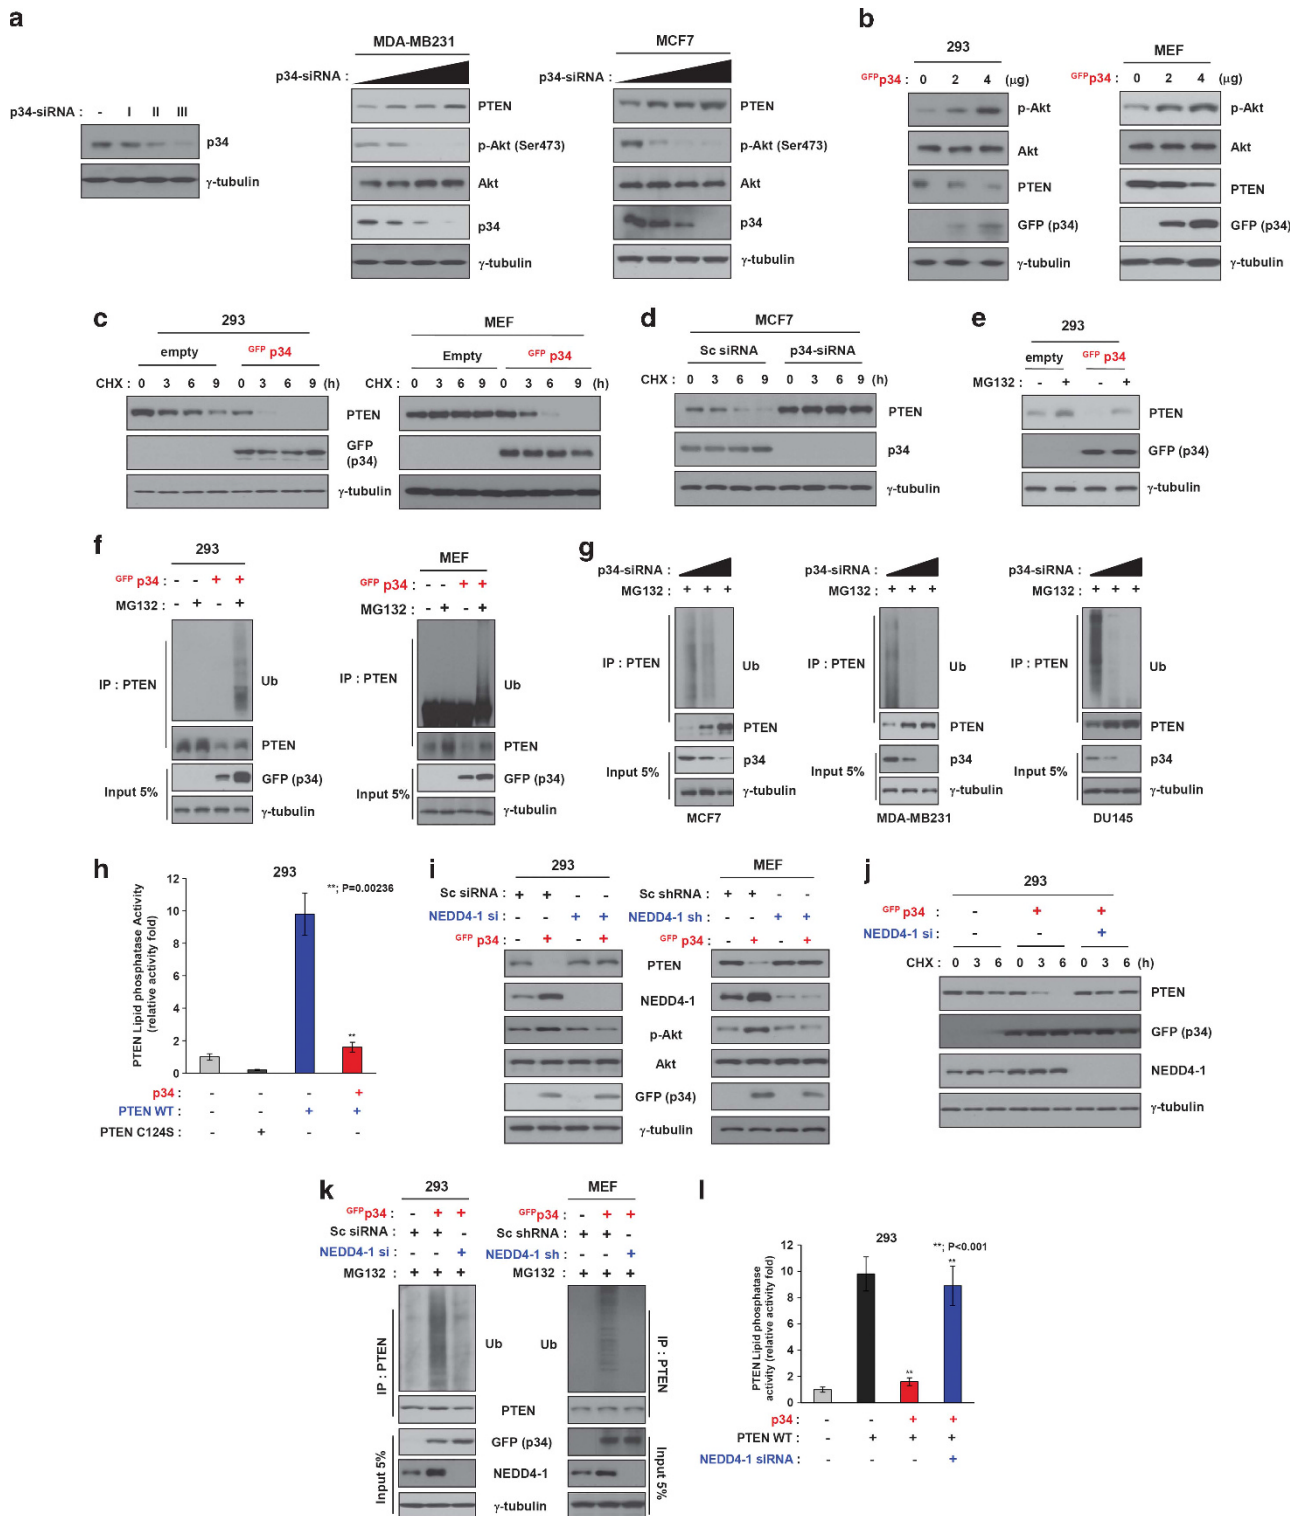 a
p34-siRNA : - I II III
p34
γ-tubulin
MDA-MB231
p34-siRNA :
PTEN
p-Akt (Ser473)
Akt
p34
γ-tubulin
MCF7
p34-siRNA :
PTEN
p-Akt (Ser473)
Akt
p34
γ-tubulin
b
293
GFPp34 0 2 4 (µg)
p-Akt
Akt
PTEN
GFP (p34)
γ-tubulin
MEF
GFPp34 0 2 4 (µg)
p-Akt
Akt
PTEN
GFP (p34)
γ-tubulin
c
293
empty GFP p34
CHX : 0 3 6 9 0 3 6 9 (h)
PTEN
GFP
(p34)
γ-tubulin
MEF
Empty GFP p34
0 3 6 9 0 3 6 9 (h)
d
MCF7
Sc siRNA p34-siRNA
CHX : 0 3 6 9 0 3 6 9 (h)
PTEN
p34
γ-tubulin
e
293
empty GFP p34
MG132 : - + - +
PTEN
GFP (p34)
γ-tubulin
f
293
GFP p34 : - - + +
MG132 : - + - +
IP : PTEN
Ub
PTEN
Input 5%
GFP (p34)
γ-tubulin
MEF
GFP p34 : - - + +
MG132 : - + - +
IP : PTEN
Ub
PTEN
Input 5%
GFP (p34)
γ-tubulin
g
p34-siRNA :
MG132 : + + +
IP : PTEN
Ub
PTEN
Input 5%
p34
γ-tubulin
MCF7
p34-siRNA :
MG132 : + + +
IP : PTEN
Ub
PTEN
Input 5%
p34
γ-tubulin
MDA-MB231
p34-siRNA :
MG132 : + + +
IP : PTEN
Ub
PTEN
Input 5%
p34
γ-tubulin
DU145
h
293
**; P=0.00236
PTEN Lipid phosphatase Activity
(relative activity fold)
12
10
8
6
4
2
0
**
p34 : - - - +
PTEN WT : - - + +
PTEN C124S : - + - -
i
293
Sc siRNA : + + - -
NEDD4-1 si : - - + +
GFP p34 : - + - +
PTEN
NEDD4-1
p-Akt
Akt
GFP (p34)
γ-tubulin
MEF
Sc shRNA : + + - -
NEDD4-1 sh : - - + +
GFP p34 : - + - +
j
293
GFP p34 : - + +
NEDD4-1 si : - - +
CHX : 0 3 6 0 3 6 0 3 6 (h)
PTEN
GFP (p34)
NEDD4-1
γ-tubulin
k
293
GFPp34 : - + +
Sc siRNA : + + -
NEDD4-1 si : - - +
MG132 : + + +
IP : PTEN
Ub
PTEN
Input 5%
GFP (p34)
NEDD4-1
γ-tubulin
MEF
GFPp34 : - + +
Sc shRNA : + + -
NEDD4-1 sh : - - +
MG132 : + + +
Ub
IP : PTEN
Input 5%
l
293
**; P<0.001
PTEN Lipid phosphatase
activity (relative activity fold)
12
10
8
6
4
2
0
**
**
p34 : - - + +
PTEN WT : - + + +
NEDD4-1 siRNA : - - - +